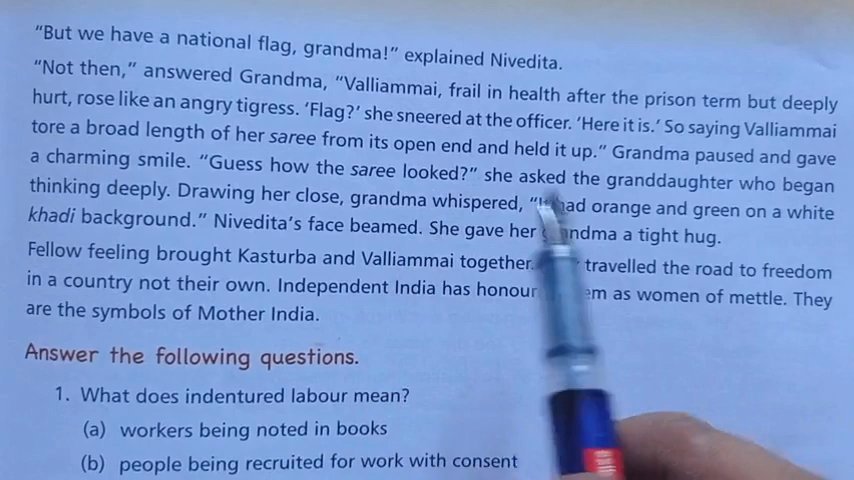 “But we have a national flag, grandma!” explained Nivedita.
“Not then,” answered Grandma, “Valliammai, frail in health after the prison term but deeply
hurt, rose like an angry tigress. ‘Flag?’ she sneered at the officer. ‘Here it is.’ So saying Valliammai
tore a broad length of her saree from its open end and held it up.” Grandma paused and gave
a charming smile. “Guess how the saree looked?” she asked the granddaughter who began
thinking deeply. Drawing her close, grandma whispered, had orange and green on a white
khadi background.” Nivedita’s face beamed. She gave her grandma a tight hug.
Fellow feeling brought Kasturba and Valliammai together. travelled the road to freedom
in a country not their own. Independent India has as women of mettle. They
are the symbols of Mother India.
Answer the following questions.
1. What does indentured labour mean?
(a) workers being noted in books
(b) people being recruited for work with consent